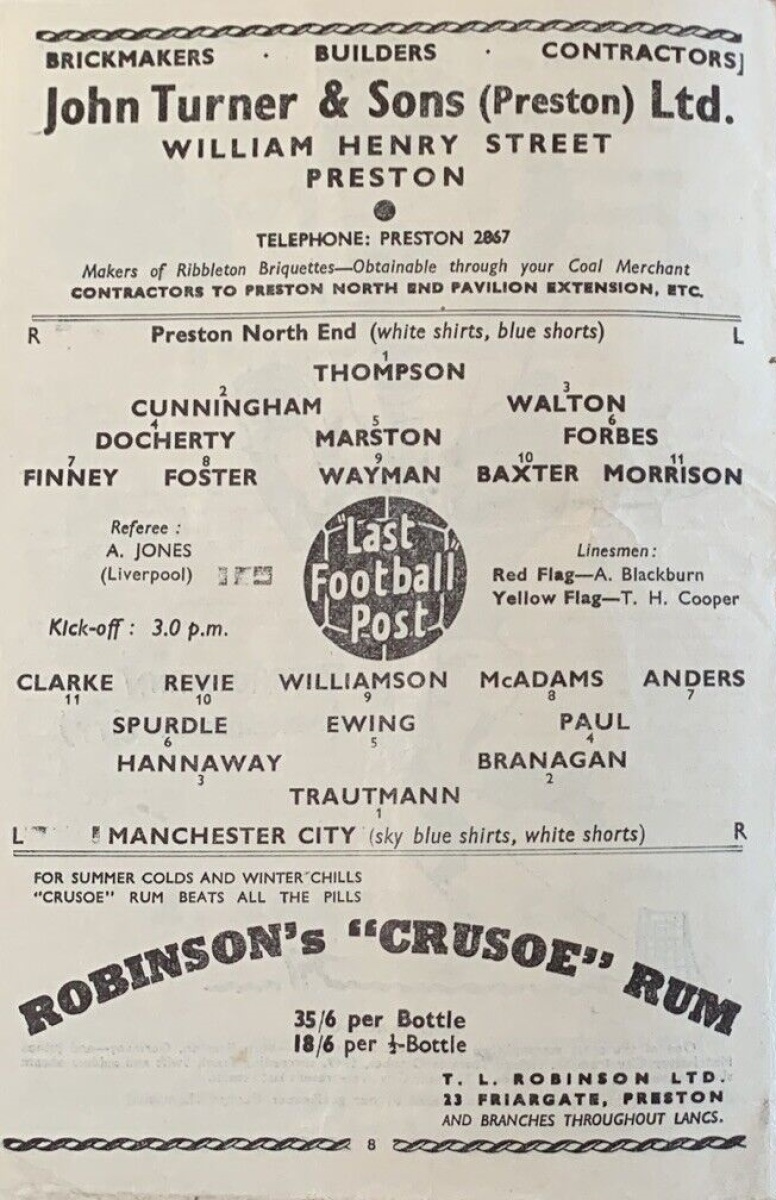 BRICKMAKERS · BUILDERS · CONTRACTORS]
John Turner & Sons (Preston) Ltd.
WILLIAM HENRY STREET
PRESTON
TELEPHONE: PRESTON 2867
Makers of Ribbleton Briquettes—Obtainable through your Coal Merchant
CONTRACTORS TO PRESTON NORTH END PAVILION EXTENSION, ETC.
R Preston North End (white shirts, blue shorts) L
1
THOMPSON
2 3
CUNNINGHAM WALTON
4 5 6
DOCHERTY MARSTON FORBES
7 8 9 10 11
FINNEY FOSTER WAYMAN BAXTER MORRISON
Referee :
A. JONES
(Liverpool)
Kick-off : 3.0 p.m.
"Last
Football
Post"
Linesmen :
Red Flag—A. Blackburn
Yellow Flag—T. H. Cooper
CLARKE REVIE WILLIAMSON McADAMS ANDERS
11 10 9 8 7
SPURDLE EWING PAUL
6 5 4
HANNAWAY BRANAGAN
3 2
TRAUTMANN
1
L MANCHESTER CITY (sky blue shirts, white shorts) R
FOR SUMMER COLDS AND WINTER CHILLS
"CRUSOE" RUM BEATS ALL THE PILLS
ROBINSON's "CRUSOE" RUM
35/6 per Bottle
18/6 per ½-Bottle
T. L. ROBINSON LTD.
23 FRIARGATE, PRESTON
AND BRANCHES THROUGHOUT LANCS.
8